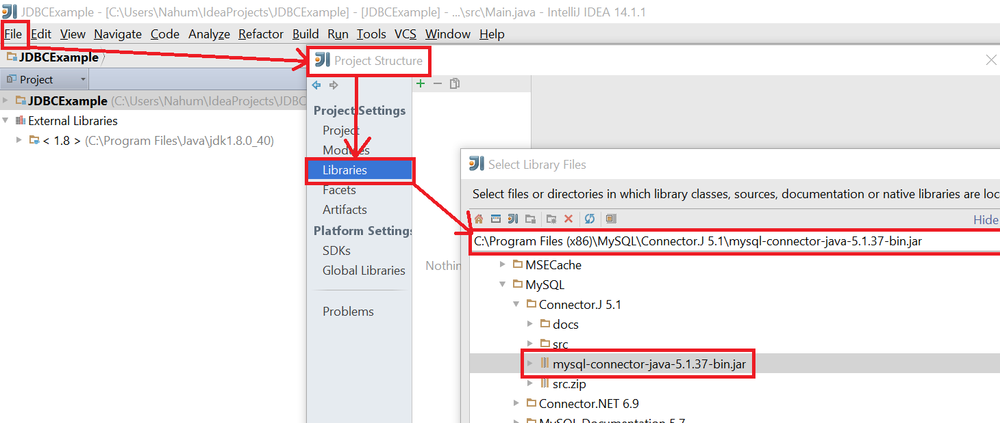 JDBCExample - [C:\Users\Nahum\IdeaProjects\JDBCExample] - [JDBCExample] - ...\src\Main.java - IntelliJ IDEA 14.1.1
File Edit View Navigate Code Analyze Refactor Build Run Tools VCS Window Help
JDBCExample
Project
JDBCExample (C:\Users\Nahum\IdeaProjects\JDBC
External Libraries
< 1.8 > (C:\Program Files\Java\jdk1.8.0_40)
Project Structure
Project Settings
Project
Modules
Libraries
Facets
Artifacts
Platform Settings
SDKs
Global Libraries
Problems
Nothin
Select Library Files
Select files or directories in which library classes, sources, documentation or native libraries are loc
Hide
C:\Program Files (x86)\MySQL\Connector.J 5.1\mysql-connector-java-5.1.37-bin.jar
MSECache
MySQL
Connector.J 5.1
docs
src
mysql-connector-java-5.1.37-bin.jar
src.zip
Connector.NET 6.9
MySQL Documentation 5.7